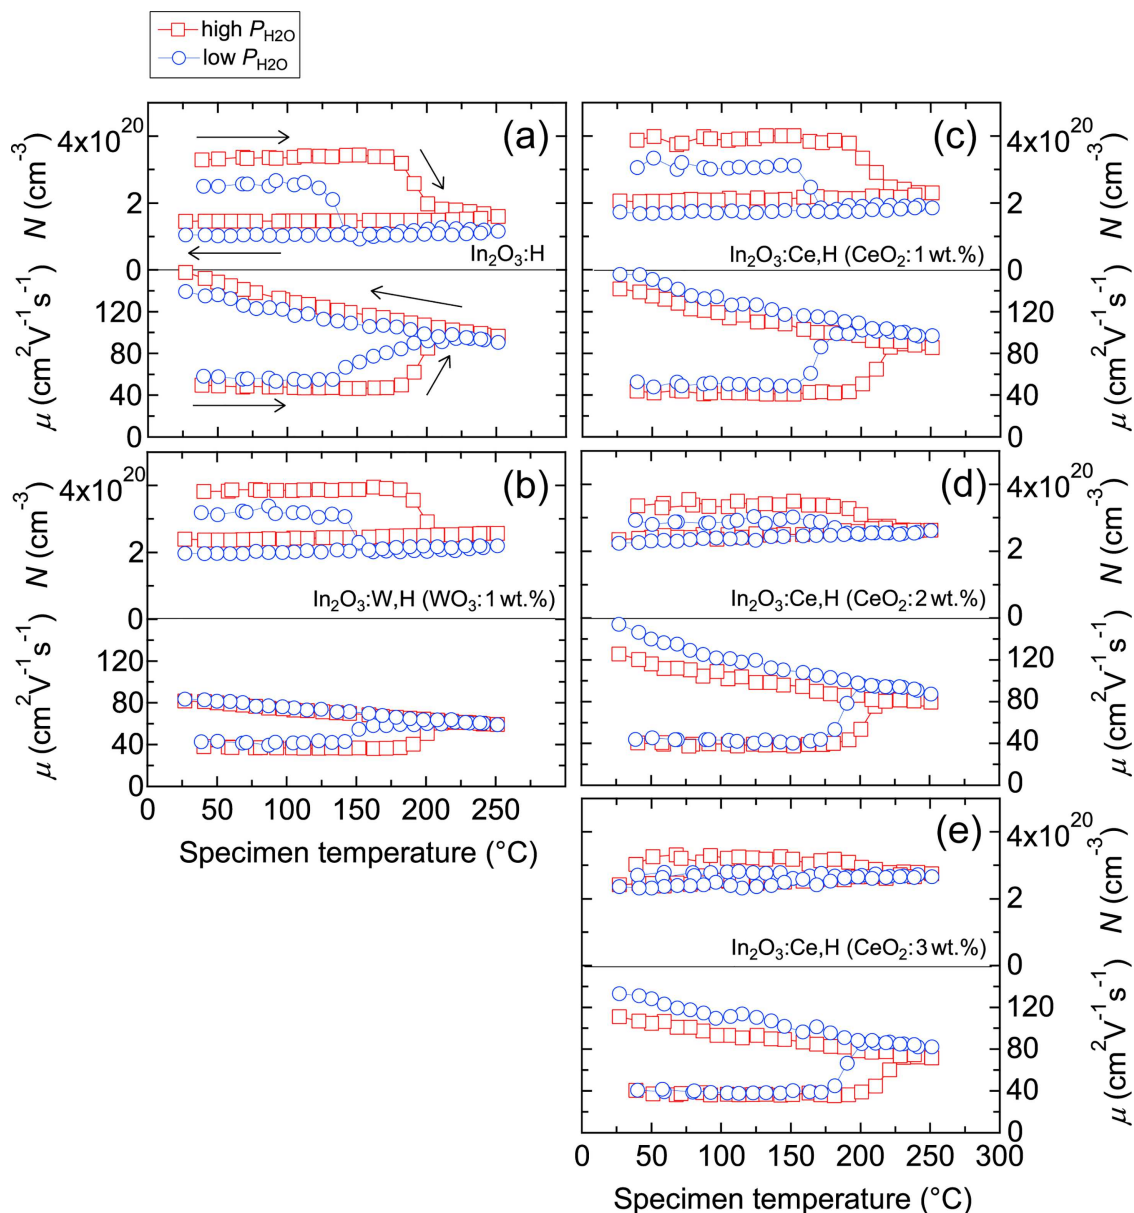 high P_H2O
low P_H2O
(a)
4x10^20
2
0
N (cm^-3)
In2O3:H
120
80
40
0
μ (cm^2V^-1s^-1)
(b)
4x10^20
2
0
N (cm^-3)
In2O3:W,H (WO3:1 wt.%)
120
80
40
0
μ (cm^2V^-1s^-1)
0 50 100 150 200 250
Specimen temperature (°C)
(c)
4x10^20
2
0
N (cm^-3)
In2O3:Ce,H (CeO2:1 wt.%)
120
80
40
0
μ (cm^2V^-1s^-1)
(d)
4x10^20
2
0
N (cm^-3)
In2O3:Ce,H (CeO2:2 wt.%)
120
80
40
0
μ (cm^2V^-1s^-1)
(e)
4x10^20
2
0
N (cm^-3)
In2O3:Ce,H (CeO2:3 wt.%)
120
80
40
0
μ (cm^2V^-1s^-1)
50 100 150 200 250 300
Specimen temperature (°C)